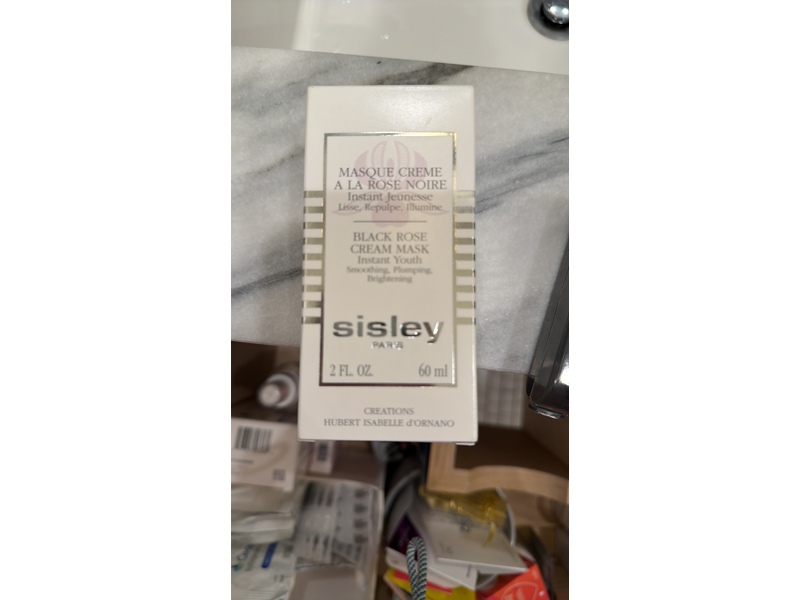 MASQUE CREME
A LA ROSE NOIRE
Instant Jeunesse
Lisse, Repulpe, Illumine
BLACK ROSE
CREAM MASK
Instant Youth
Smoothing, Plumping,
Brightening
sisley
PARIS
2 FL. OZ. 60 ml
CREATIONS
HUBERT ISABELLE d'ORNANO